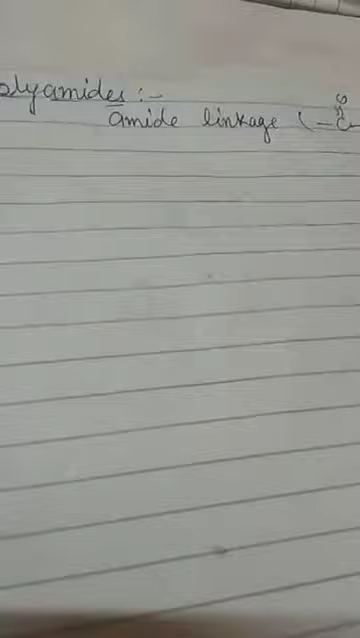 olyamides :-
amide linkage ( - C -